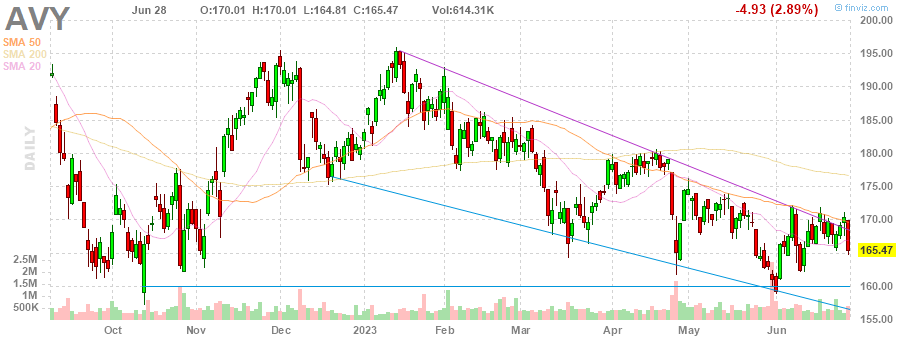 AVY Jun 28 O:170.01 H:170.01 L:164.81 C:165.47 Vol:614.31K -4.93 (2.89%) © finviz.com
SMA 50
SMA 200
SMA 20
DAILY
200.00
195.00
190.00
185.00
180.00
175.00
170.00
165.47
160.00
155.00
2.5M
2M
1.5M
1M
500K
Oct Nov Dec 2023 Feb Mar Apr May Jun